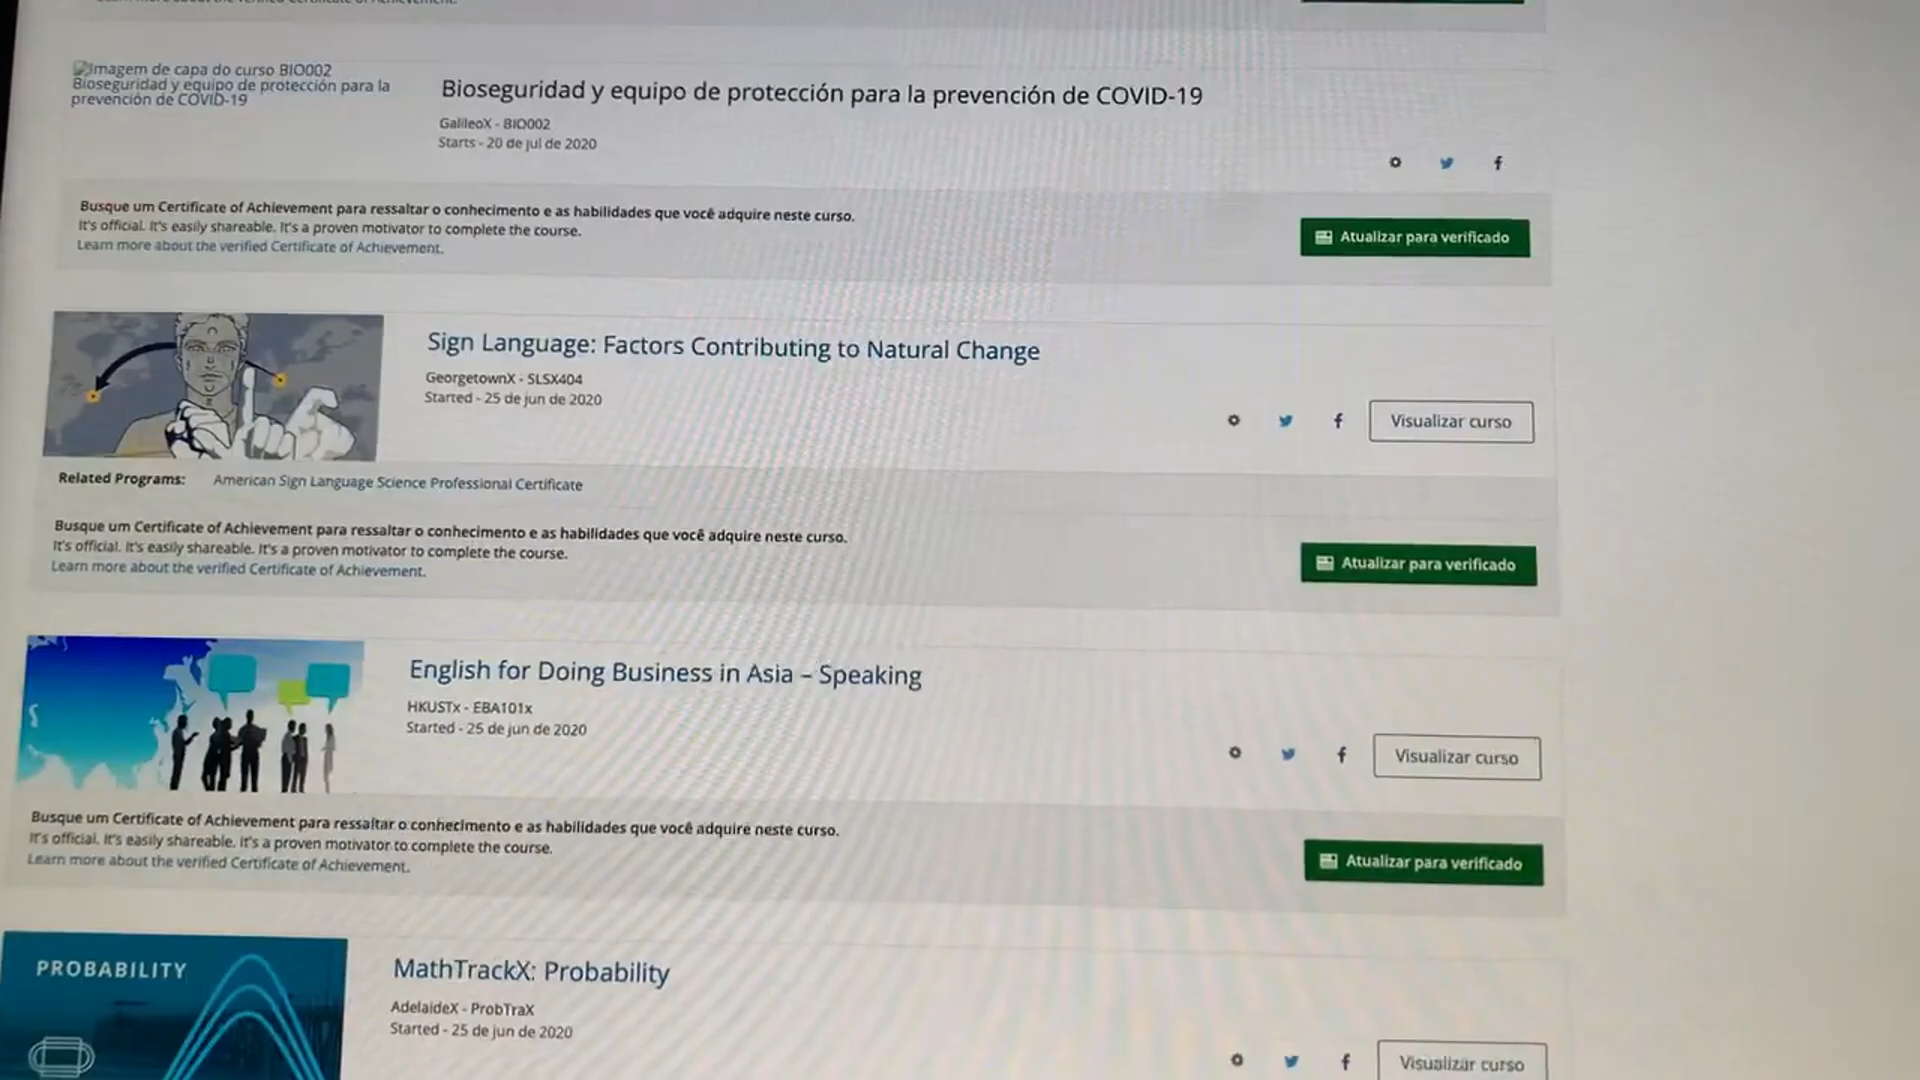 Imagem de capa do curso BIO002
Bioseguridad y equipo de protección para la
prevención de COVID-19
Bioseguridad y equipo de protección para la prevención de COVID-19
GalileoX - BIO002
Starts - 20 de jul de 2020
Busque um Certificate of Achievement para ressaltar o conhecimento e as habilidades que você adquire neste curso.
It's official. It's easily shareable. It's a proven motivator to complete the course.
Learn more about the verified Certificate of Achievement.
Atualizar para verificado
Sign Language: Factors Contributing to Natural Change
GeorgetownX - SLSX404
Started - 25 de jun de 2020
Visualizar curso
Related Programs: American Sign Language Science Professional Certificate
Busque um Certificate of Achievement para ressaltar o conhecimento e as habilidades que você adquire neste curso.
It's official. It's easily shareable. It's a proven motivator to complete the course.
Learn more about the verified Certificate of Achievement.
Atualizar para verificado
English for Doing Business in Asia – Speaking
HKUSTx - EBA101x
Started - 25 de jun de 2020
Visualizar curso
Busque um Certificate of Achievement para ressaltar o conhecimento e as habilidades que você adquire neste curso.
It's official. It's easily shareable. It's a proven motivator to complete the course.
Learn more about the verified Certificate of Achievement.
Atualizar para verificado
PROBABILITY
MathTrackX: Probability
AdelaideX - ProbTraX
Started - 25 de jun de 2020
Visualizar curso